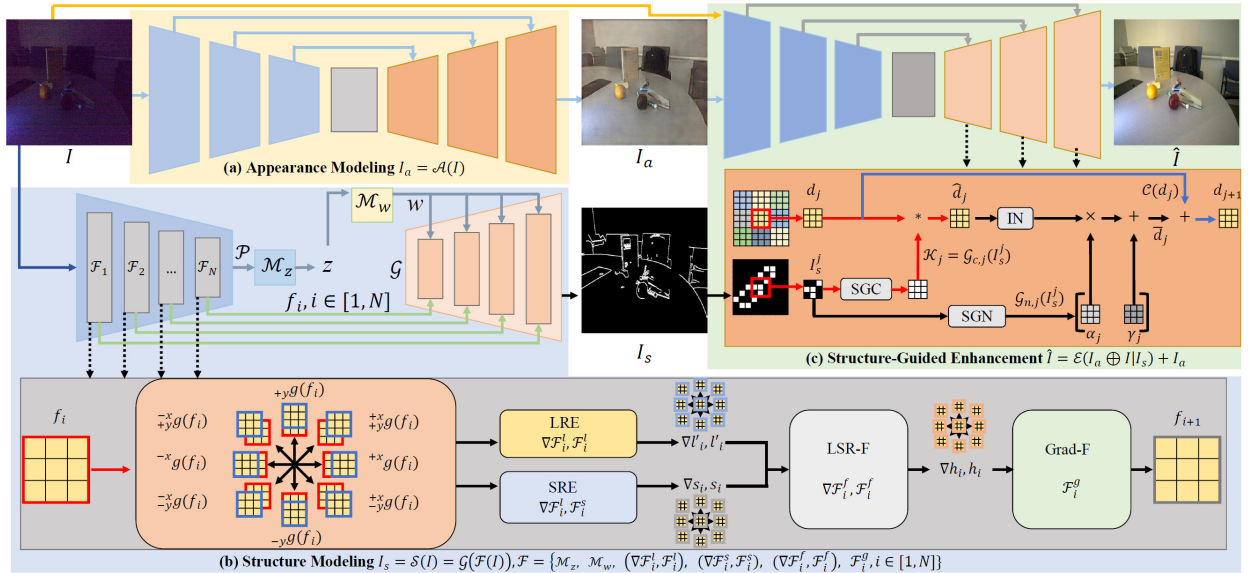 I
(a) Appearance Modeling I_a = 𝒜(I)
I_a
Î
ℱ_1
ℱ_2
...
ℱ_N
𝒫
ℳ_z
z
ℳ_w
w
𝒢
f_i, i ∈ [1, N]
I_s
d_j
*
d̂_j
IN
×
+
d̅_j
𝒞(d_j)
+
d_{j+1}
𝒦_j = 𝒢_{c,j}(I_s^j)
I_s^j
SGC
SGN
𝒢_{n,j}(I_s^j)
α_j
γ_j
(c) Structure-Guided Enhancement Î = ℰ(I_a ⊕ I|I_s) + I_a
f_i
+y g(f_i)
−x +y g(f_i)
+x +y g(f_i)
−x g(f_i)
+x g(f_i)
−x −y g(f_i)
+x −y g(f_i)
−y g(f_i)
LRE
∇ℱ_i^l, ℱ_i^l
SRE
∇ℱ_i^l, ℱ_i^s
∇l'_i, l'_i
∇s_i, s_i
LSR-F
∇ℱ_i^f, ℱ_i^f
∇h_i, h_i
Grad-F
ℱ_i^g
f_{i+1}
(b) Structure Modeling I_s = 𝒮(I) = 𝒢(ℱ(I)), ℱ = {ℳ_z, ℳ_w, (∇ℱ_i^l, ℱ_i^l), (∇ℱ_i^s, ℱ_i^s), (∇ℱ_i^f, ℱ_i^f), ℱ_i^g, i ∈ [1, N]}